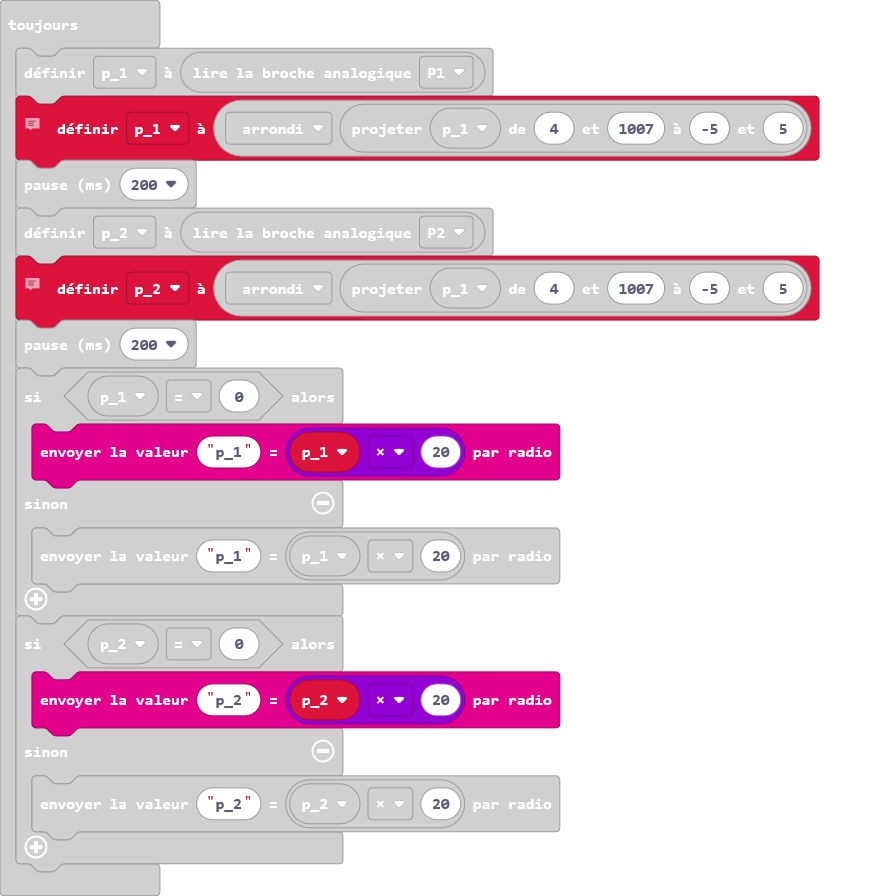 toujours
définir p_1 à lire la broche analogique P1
définir p_1 à arrondi projeter p_1 de 4 et 1007 à -5 et 5
pause (ms) 200
définir p_2 à lire la broche analogique P2
définir p_2 à arrondi projeter p_1 de 4 et 1007 à -5 et 5
pause (ms) 200
si p_1 = 0 alors
envoyer la valeur "p_1" = p_1 × 20 par radio
sinon
envoyer la valeur "p_1" = p_1 × 20 par radio
si p_2 = 0 alors
envoyer la valeur "p_2" = p_2 × 20 par radio
sinon
envoyer la valeur "p_2" = p_2 × 20 par radio